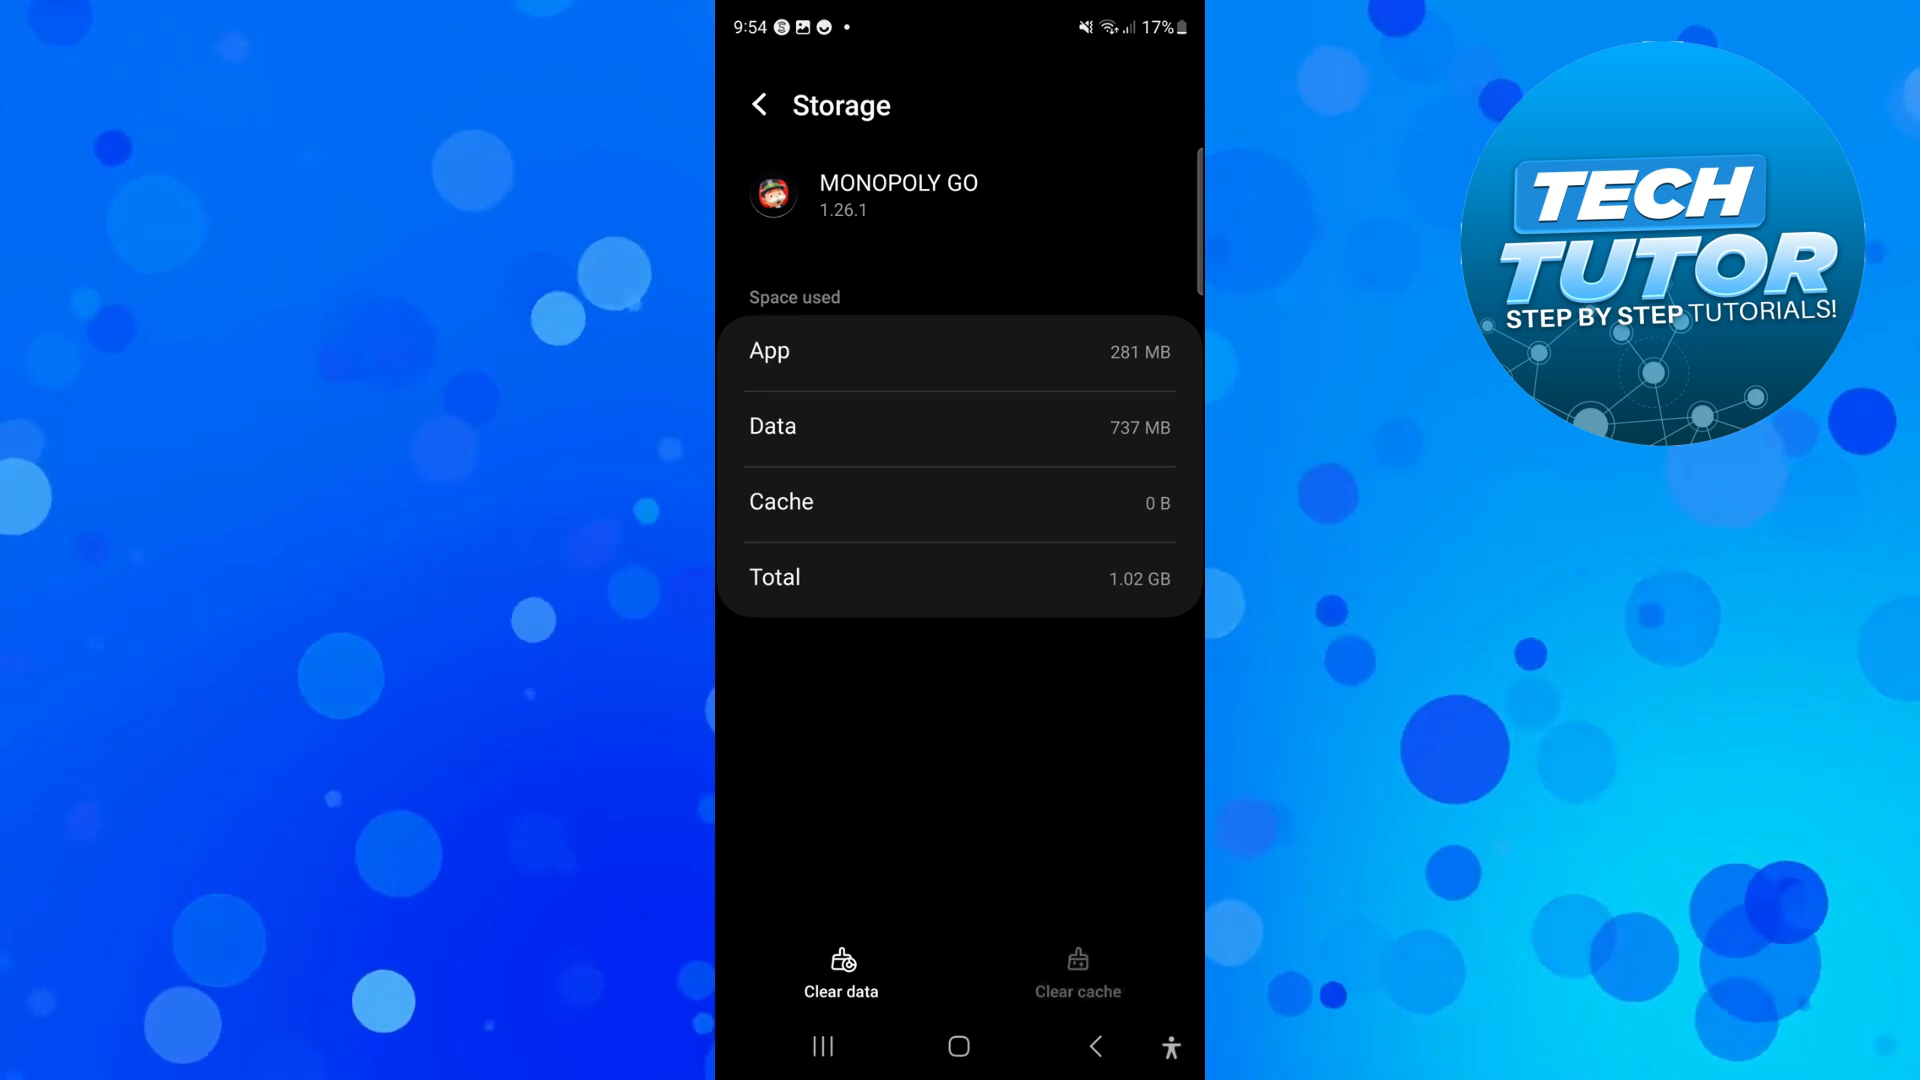 9:54
17%
Storage
MONOPOLY GO
1.26.1
Space used
App
281 MB
Data
737 MB
Cache
0 B
Total
1.02 GB
Clear data
Clear cache
TECH
TUTOR
STEP BY STEP TUTORIALS!